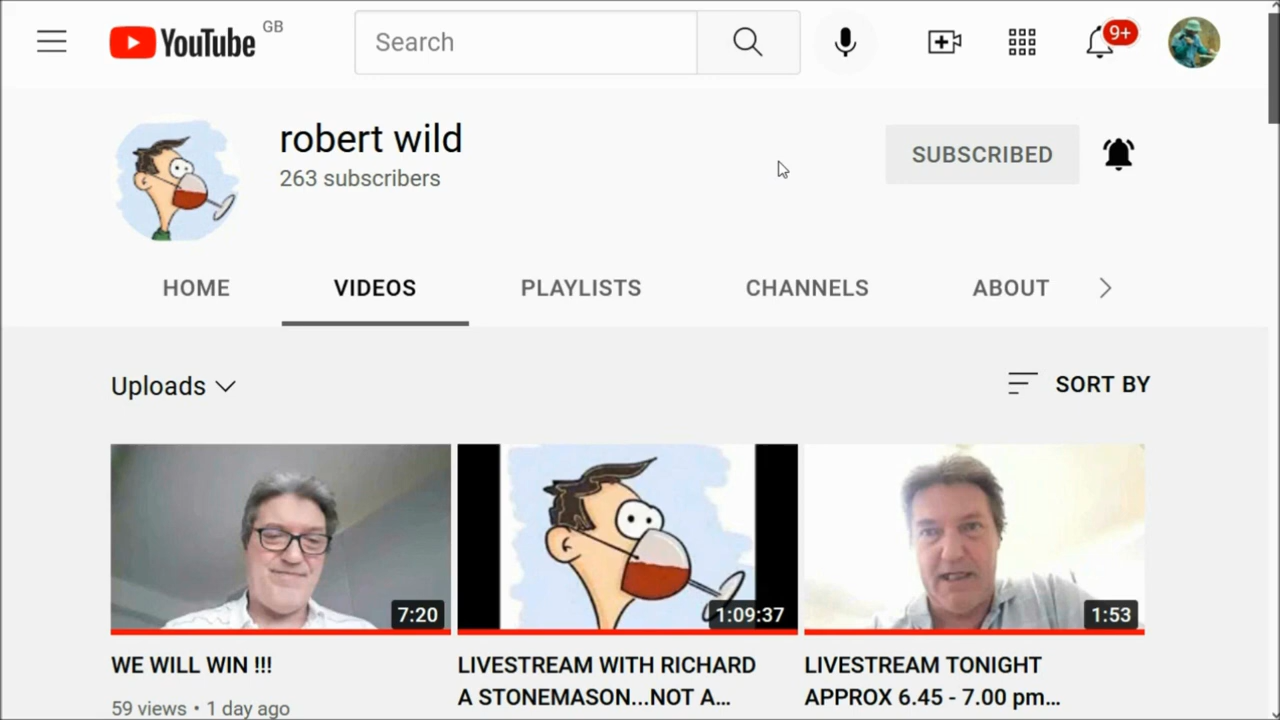 YouTube GB
Search
9+
robert wild
263 subscribers
SUBSCRIBED
HOME VIDEOS PLAYLISTS CHANNELS ABOUT
Uploads
SORT BY
7:20
1:09:37
1:53
WE WILL WIN !!!
59 views • 1 day ago
LIVESTREAM WITH RICHARD
A STONEMASON...NOT A...
LIVESTREAM TONIGHT
APPROX 6.45 - 7.00 pm...